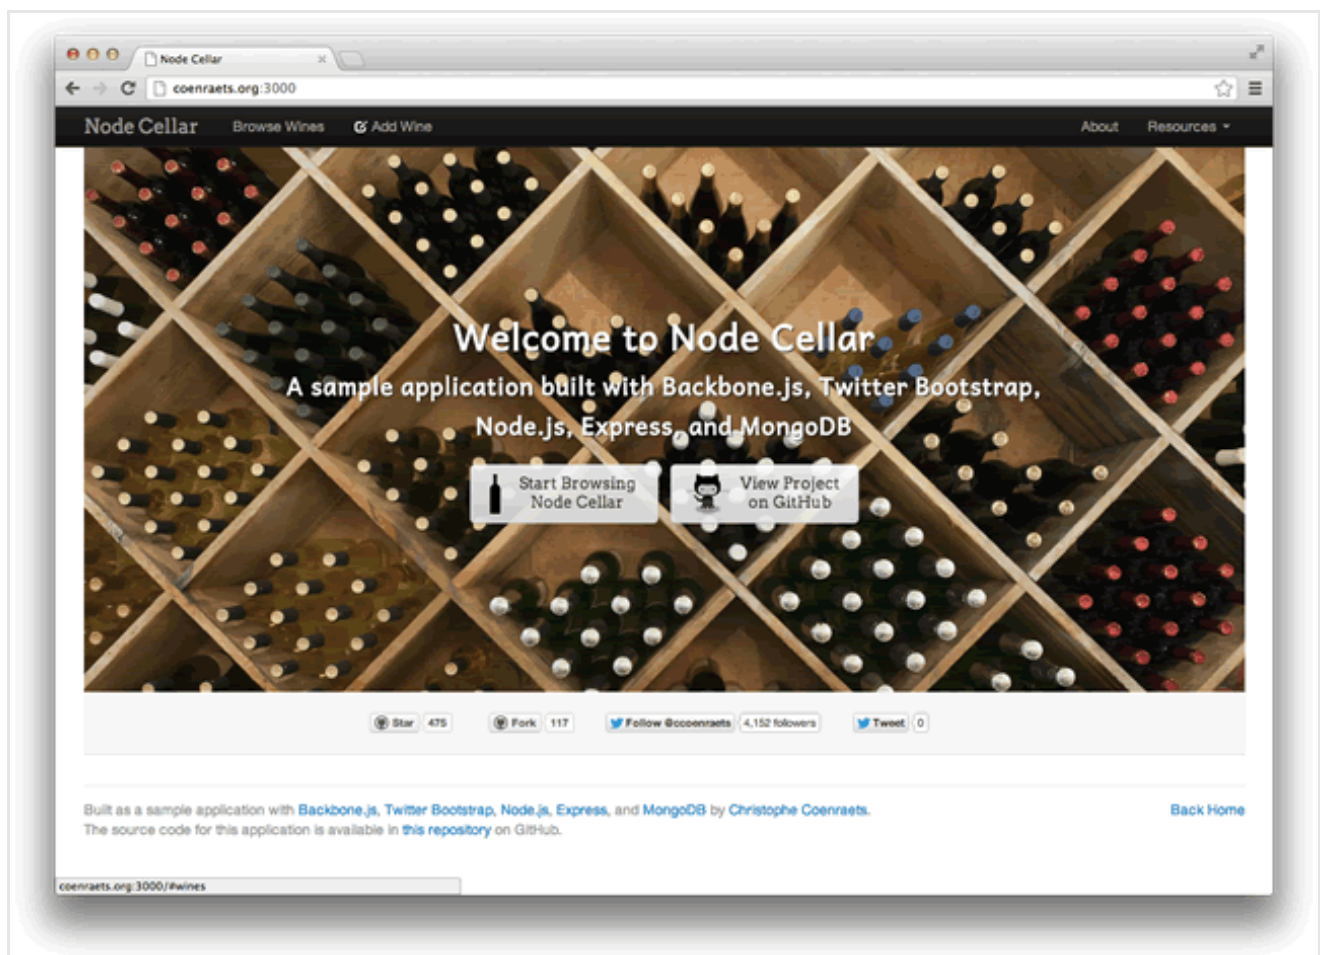 Node Cellar
coenraets.org:3000
Node Cellar Browse Wines Add Wine About Resources
Welcome to Node Cellar
A sample application built with Backbone.js, Twitter Bootstrap,
Node.js, Express, and MongoDB
Start Browsing
Node Cellar
View Project
on GitHub
Star 475 Fork 117 Follow @ccoenraets 4,152 followers Tweet 0
Built as a sample application with Backbone.js, Twitter Bootstrap, Node.js, Express, and MongoDB by Christophe Coenraets. Back Home
The source code for this application is available in this repository on GitHub.
coenraets.org:3000/#wines